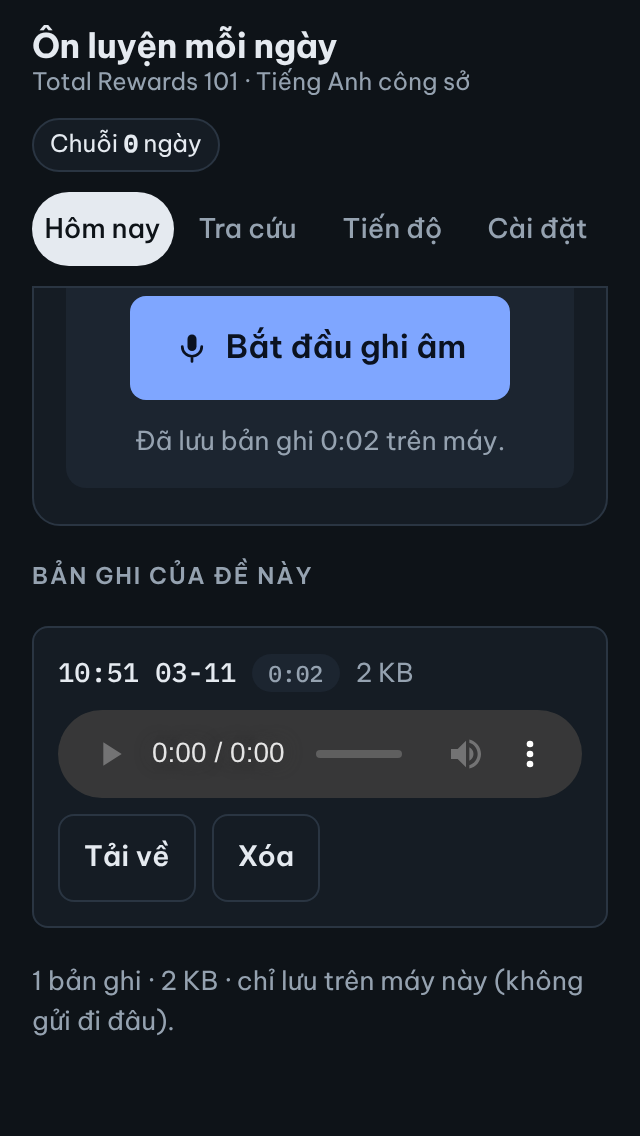 Ôn luyện mỗi ngày
Total Rewards 101 · Tiếng Anh công sở
Chuỗi 0 ngày
Hôm nay
Tra cứu
Tiến độ
Cài đặt
Bắt đầu ghi âm
Đã lưu bản ghi 0:02 trên máy.
BẢN GHI CỦA ĐỀ NÀY
10:51 03-11 0:02 2 KB
0:00 / 0:00
Tải về
Xóa
1 bản ghi · 2 KB · chỉ lưu trên máy này (không
gửi đi đâu).